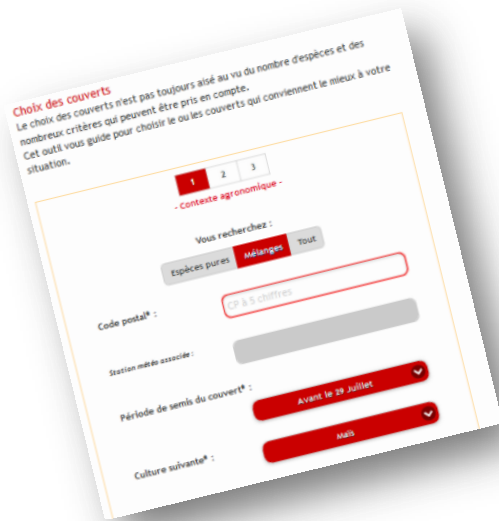 Choix des couverts
Le choix des couverts n'est pas toujours aisé au vu du nombre d'espèces et des
nombreux critères qui peuvent être pris en compte.
Cet outil vous guide pour choisir le ou les couverts qui conviennent le mieux à votre
situation.
1 2 3
- Contexte agronomique -
Vous recherchez :
Espèces pures Mélanges Tout
Code postal* : CP à 5 chiffres
Station météo associée :
Période de semis du couvert* : Avant le 29 Juillet
Culture suivante* : Maïs